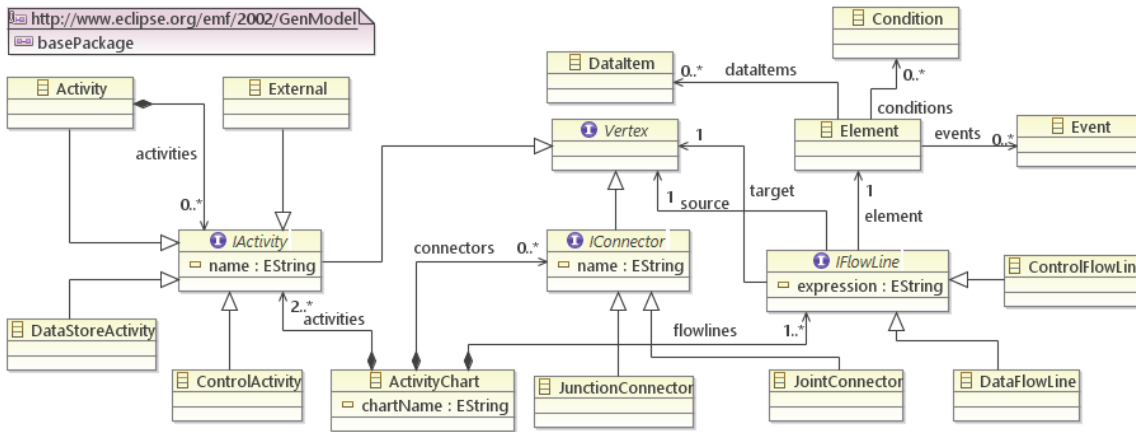 http://www.eclipse.org/emf/2002/GenModel
basePackage
Condition
DataItem
0..*
dataItems
0..*
Activity
External
conditions
Vertex
1
Element
events
0..*
Event
activities
target
1
source
1
element
0..*
IActivity
name : EString
connectors
0..*
IConnector
name : EString
IFlowLine
expression : EString
ControlFlowLin
2..*
activities
flowlines
1..*
DataStoreActivity
ControlActivity
ActivityChart
chartName : EString
JunctionConnector
JointConnector
DataFlowLine